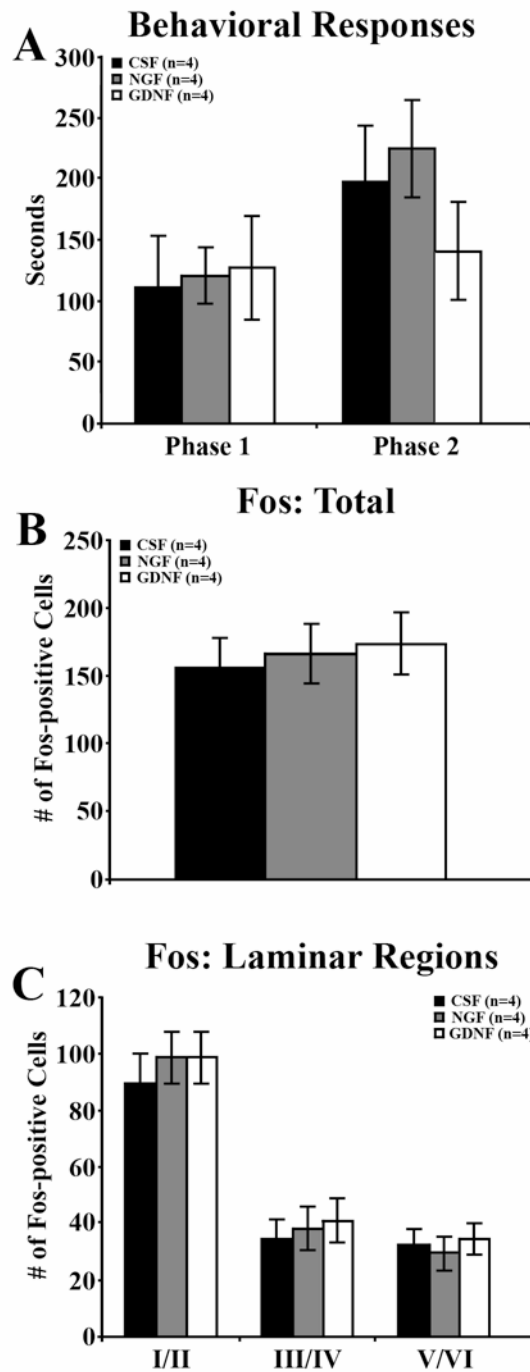 A
Behavioral Responses
CSF (n=4)
NGF (n=4)
GDNF (n=4)
300
250
200
150
100
50
0
Seconds
Phase 1
Phase 2
B
Fos: Total
CSF (n=4)
NGF (n=4)
GDNF (n=4)
250
200
150
100
50
0
# of Fos-positive Cells
C
Fos: Laminar Regions
CSF (n=4)
NGF (n=4)
GDNF (n=4)
120
100
80
60
40
20
0
# of Fos-positive Cells
I/II
III/IV
V/VI